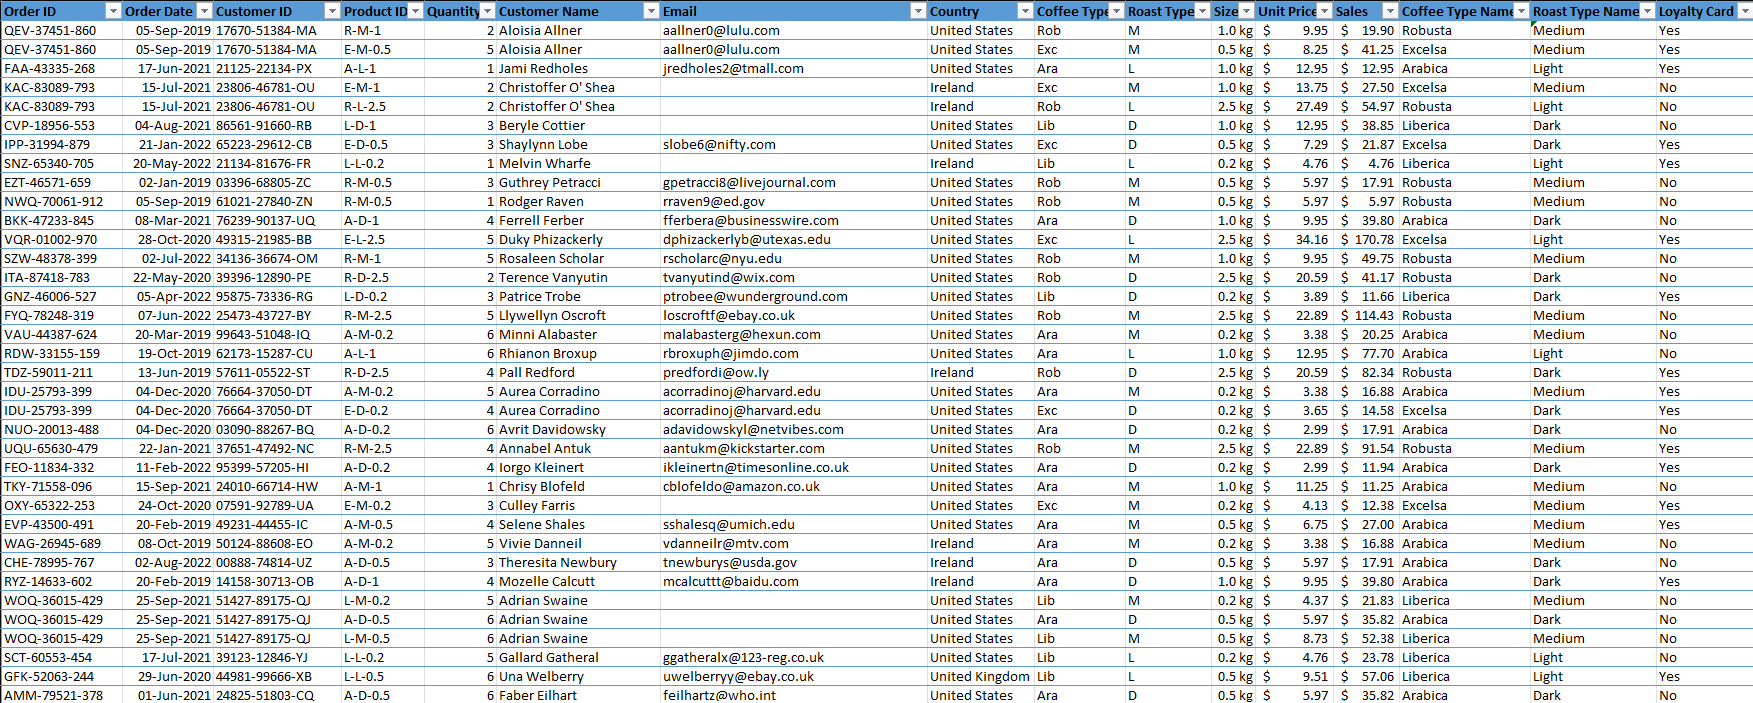 Order ID Order Date Customer ID Product ID Quantity Customer Name Email Country Coffee Type Roast Type Size Unit Price Sales Coffee Type Name Roast Type Name Loyalty Card
QEV-37451-860 05-Sep-2019 17670-51384-MA R-M-1 2 Aloisia Allner aallner0@lulu.com United States Rob M 1.0 kg $ 9.95 $ 19.90 Robusta Medium Yes
QEV-37451-860 05-Sep-2019 17670-51384-MA E-M-0.5 5 Aloisia Allner aallner0@lulu.com United States Exc M 0.5 kg $ 8.25 $ 41.25 Excelsa Medium Yes
FAA-43335-268 17-Jun-2021 21125-22134-PX A-L-1 1 Jami Redholes jredholes2@tmall.com United States Ara L 1.0 kg $ 12.95 $ 12.95 Arabica Light Yes
KAC-83089-793 15-Jul-2021 23806-46781-OU E-M-1 2 Christoffer O' Shea Ireland Exc M 1.0 kg $ 13.75 $ 27.50 Excelsa Medium No
KAC-83089-793 15-Jul-2021 23806-46781-OU R-L-2.5 2 Christoffer O' Shea Ireland Rob L 2.5 kg $ 27.49 $ 54.97 Robusta Light No
CVP-18956-553 04-Aug-2021 86561-91660-RB L-D-1 3 Beryle Cottier United States Lib D 1.0 kg $ 12.95 $ 38.85 Liberica Dark No
IPP-31994-879 21-Jan-2022 65223-29612-CB E-D-0.5 3 Shaylynn Lobe slobe6@nifty.com United States Exc D 0.5 kg $ 7.29 $ 21.87 Excelsa Dark Yes
SNZ-65340-705 20-May-2022 21134-81676-FR L-L-0.2 1 Melvin Wharfe Ireland Lib L 0.2 kg $ 4.76 $ 4.76 Liberica Light Yes
EZT-46571-659 02-Jan-2019 03396-68805-ZC R-M-0.5 3 Guthrey Petracci gpetracci8@livejournal.com United States Rob M 0.5 kg $ 5.97 $ 17.91 Robusta Medium No
NWQ-70061-912 05-Sep-2019 61021-27840-ZN R-M-0.5 1 Rodger Raven rraven9@ed.gov United States Rob M 0.5 kg $ 5.97 $ 5.97 Robusta Medium No
BKK-47233-845 08-Mar-2021 76239-90137-UQ A-D-1 4 Ferrell Ferber fferbera@businesswire.com United States Ara D 1.0 kg $ 9.95 $ 39.80 Arabica Dark No
VQR-01002-970 28-Oct-2020 49315-21985-BB E-L-2.5 5 Duky Phizackerly dphizackerlyb@utexas.edu United States Exc L 2.5 kg $ 34.16 $ 170.78 Excelsa Light Yes
SZW-48378-399 02-Jul-2022 34136-36674-OM R-M-1 5 Rosaleen Scholar rscholarc@nyu.edu United States Rob M 1.0 kg $ 9.95 $ 49.75 Robusta Medium No
ITA-87418-783 22-May-2020 39396-12890-PE R-D-2.5 2 Terence Vanyutin tvanyutind@wix.com United States Rob D 2.5 kg $ 20.59 $ 41.17 Robusta Dark No
GNZ-46006-527 05-Apr-2022 95875-73336-RG L-D-0.2 3 Patrice Trobe ptrobee@wunderground.com United States Lib D 0.2 kg $ 3.89 $ 11.66 Liberica Dark Yes
FYQ-78248-319 07-Jun-2022 25473-43727-BY R-M-2.5 5 Llywellyn Oscroft loscroftf@ebay.co.uk United States Rob M 2.5 kg $ 22.89 $ 114.43 Robusta Medium No
VAU-44387-624 20-Mar-2019 99643-51048-IQ A-M-0.2 6 Minni Alabaster malabasterg@hexun.com United States Ara M 0.2 kg $ 3.38 $ 20.25 Arabica Medium No
RDW-33155-159 19-Oct-2019 62173-15287-CU A-L-1 6 Rhianon Broxup rbroxuph@jimdo.com United States Ara L 1.0 kg $ 12.95 $ 77.70 Arabica Light No
TDZ-59011-211 13-Jun-2019 57611-05522-ST R-D-2.5 4 Pall Redford predfordi@ow.ly Ireland Rob D 2.5 kg $ 20.59 $ 82.34 Robusta Dark Yes
IDU-25793-399 04-Dec-2020 76664-37050-DT A-M-0.2 5 Aurea Corradino acorradinoj@harvard.edu United States Ara M 0.2 kg $ 3.38 $ 16.88 Arabica Medium Yes
IDU-25793-399 04-Dec-2020 76664-37050-DT E-D-0.2 4 Aurea Corradino acorradinoj@harvard.edu United States Exc D 0.2 kg $ 3.65 $ 14.58 Excelsa Dark Yes
NUO-20013-488 04-Dec-2020 03090-88267-BQ A-D-0.2 6 Avrit Davidowsky adavidowskyl@netvibes.com United States Ara D 0.2 kg $ 2.99 $ 17.91 Arabica Dark No
UQU-65630-479 22-Jan-2021 37651-47492-NC R-M-2.5 4 Annabel Antuk aantukm@kickstarter.com United States Rob M 2.5 kg $ 22.89 $ 91.54 Robusta Medium Yes
FEO-11834-332 11-Feb-2022 95399-57205-HI A-D-0.2 4 Iorgo Kleinert ikleinertn@timesonline.co.uk United States Ara D 0.2 kg $ 2.99 $ 11.94 Arabica Dark Yes
TKY-71558-096 15-Sep-2021 24010-66714-HW A-M-1 1 Chrisy Blofeld cblofeldo@amazon.co.uk United States Ara M 1.0 kg $ 11.25 $ 11.25 Arabica Medium No
OXY-65322-253 24-Oct-2020 07591-92789-UA E-M-0.2 3 Culley Farris United States Exc M 0.2 kg $ 4.13 $ 12.38 Excelsa Medium Yes
EVP-43500-491 20-Feb-2019 49231-44455-IC A-M-0.5 4 Selene Shales sshalesq@umich.edu United States Ara M 0.5 kg $ 6.75 $ 27.00 Arabica Medium Yes
WAG-26945-689 08-Oct-2019 50124-88608-EO A-M-0.2 5 Vivie Danneil vdanneilr@mtv.com Ireland Ara M 0.2 kg $ 3.38 $ 16.88 Arabica Medium No
CHE-78995-767 02-Aug-2022 00888-74814-UZ A-D-0.5 3 Theresita Newbury tnewburys@usda.gov Ireland Ara D 0.5 kg $ 5.97 $ 17.91 Arabica Dark No
RYZ-14633-602 20-Feb-2019 14158-30713-OB A-D-1 4 Mozelle Calcutt mcalcuttt@baidu.com Ireland Ara D 1.0 kg $ 9.95 $ 39.80 Arabica Dark Yes
WOQ-36015-429 25-Sep-2021 51427-89175-QJ L-M-0.2 5 Adrian Swaine United States Lib M 0.2 kg $ 4.37 $ 21.83 Liberica Medium No
WOQ-36015-429 25-Sep-2021 51427-89175-QJ A-D-0.5 6 Adrian Swaine United States Ara D 0.5 kg $ 5.97 $ 35.82 Arabica Dark No
WOQ-36015-429 25-Sep-2021 51427-89175-QJ L-M-0.5 6 Adrian Swaine United States Lib M 0.5 kg $ 8.73 $ 52.38 Liberica Medium No
SCT-60553-454 17-Jul-2021 39123-12846-YJ L-L-0.2 5 Gallard Gatheral ggatheralx@123-reg.co.uk United States Lib L 0.2 kg $ 4.76 $ 23.78 Liberica Light No
GFK-52063-244 29-Jun-2020 44981-99666-XB L-L-0.5 6 Una Welberry uwelberryy@ebay.co.uk United Kingdom Lib L 0.5 kg $ 9.51 $ 57.06 Liberica Light Yes
AMM-79521-378 01-Jun-2021 24825-51803-CQ A-D-0.5 6 Faber Eilhart feilhartz@who.int United States Ara D 0.5 kg $ 5.97 $ 35.82 Arabica Dark No